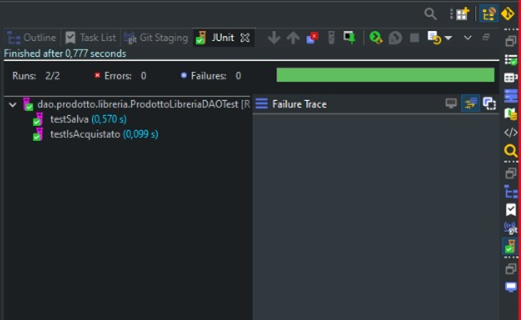 Outline Task List Git Staging JUnit
Finished after 0,777 seconds
Runs: 2/2 Errors: 0 Failures: 0
dao.prodotto.libreria.ProdottoLibreriaDAOTest [R
Failure Trace
testSalva (0,570 s)
testIsAcquistato (0,099 s)
git